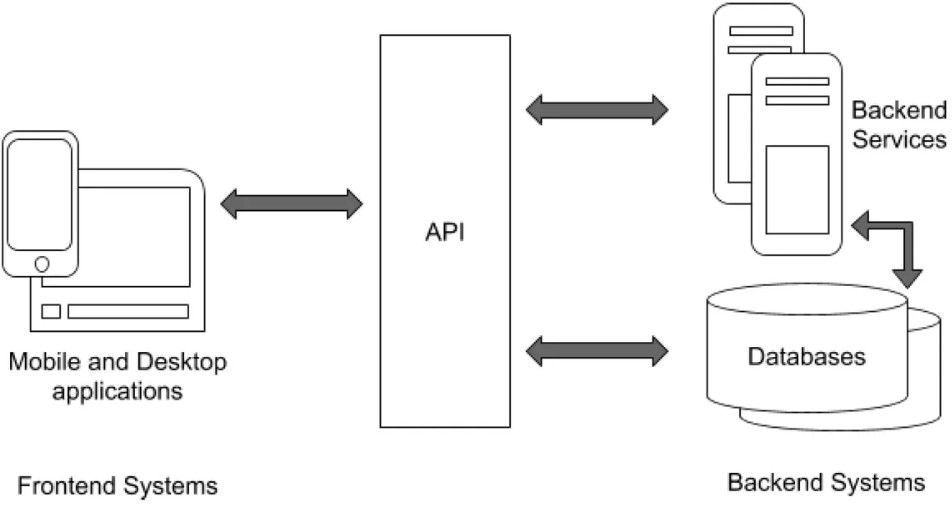 Backend
Services
API
Databases
Mobile and Desktop
applications
Frontend Systems
Backend Systems